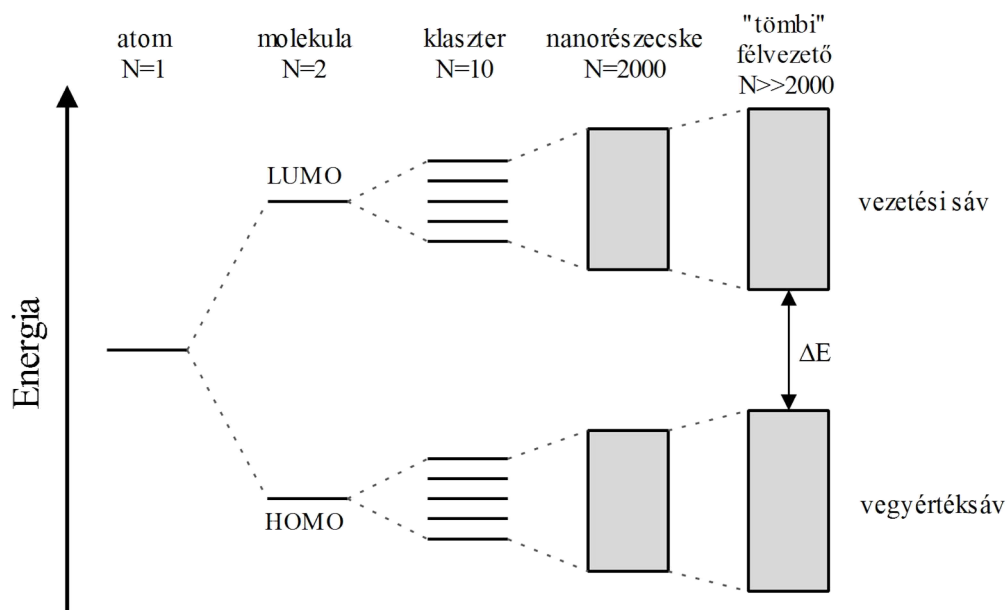 atom
N=1
molekula
N=2
klaszter
N=10
nanorészecske
N=2000
"tömbi"
félvezető
N>>2000
Energia
LUMO
HOMO
vezetési sáv
ΔE
vegyértéksáv